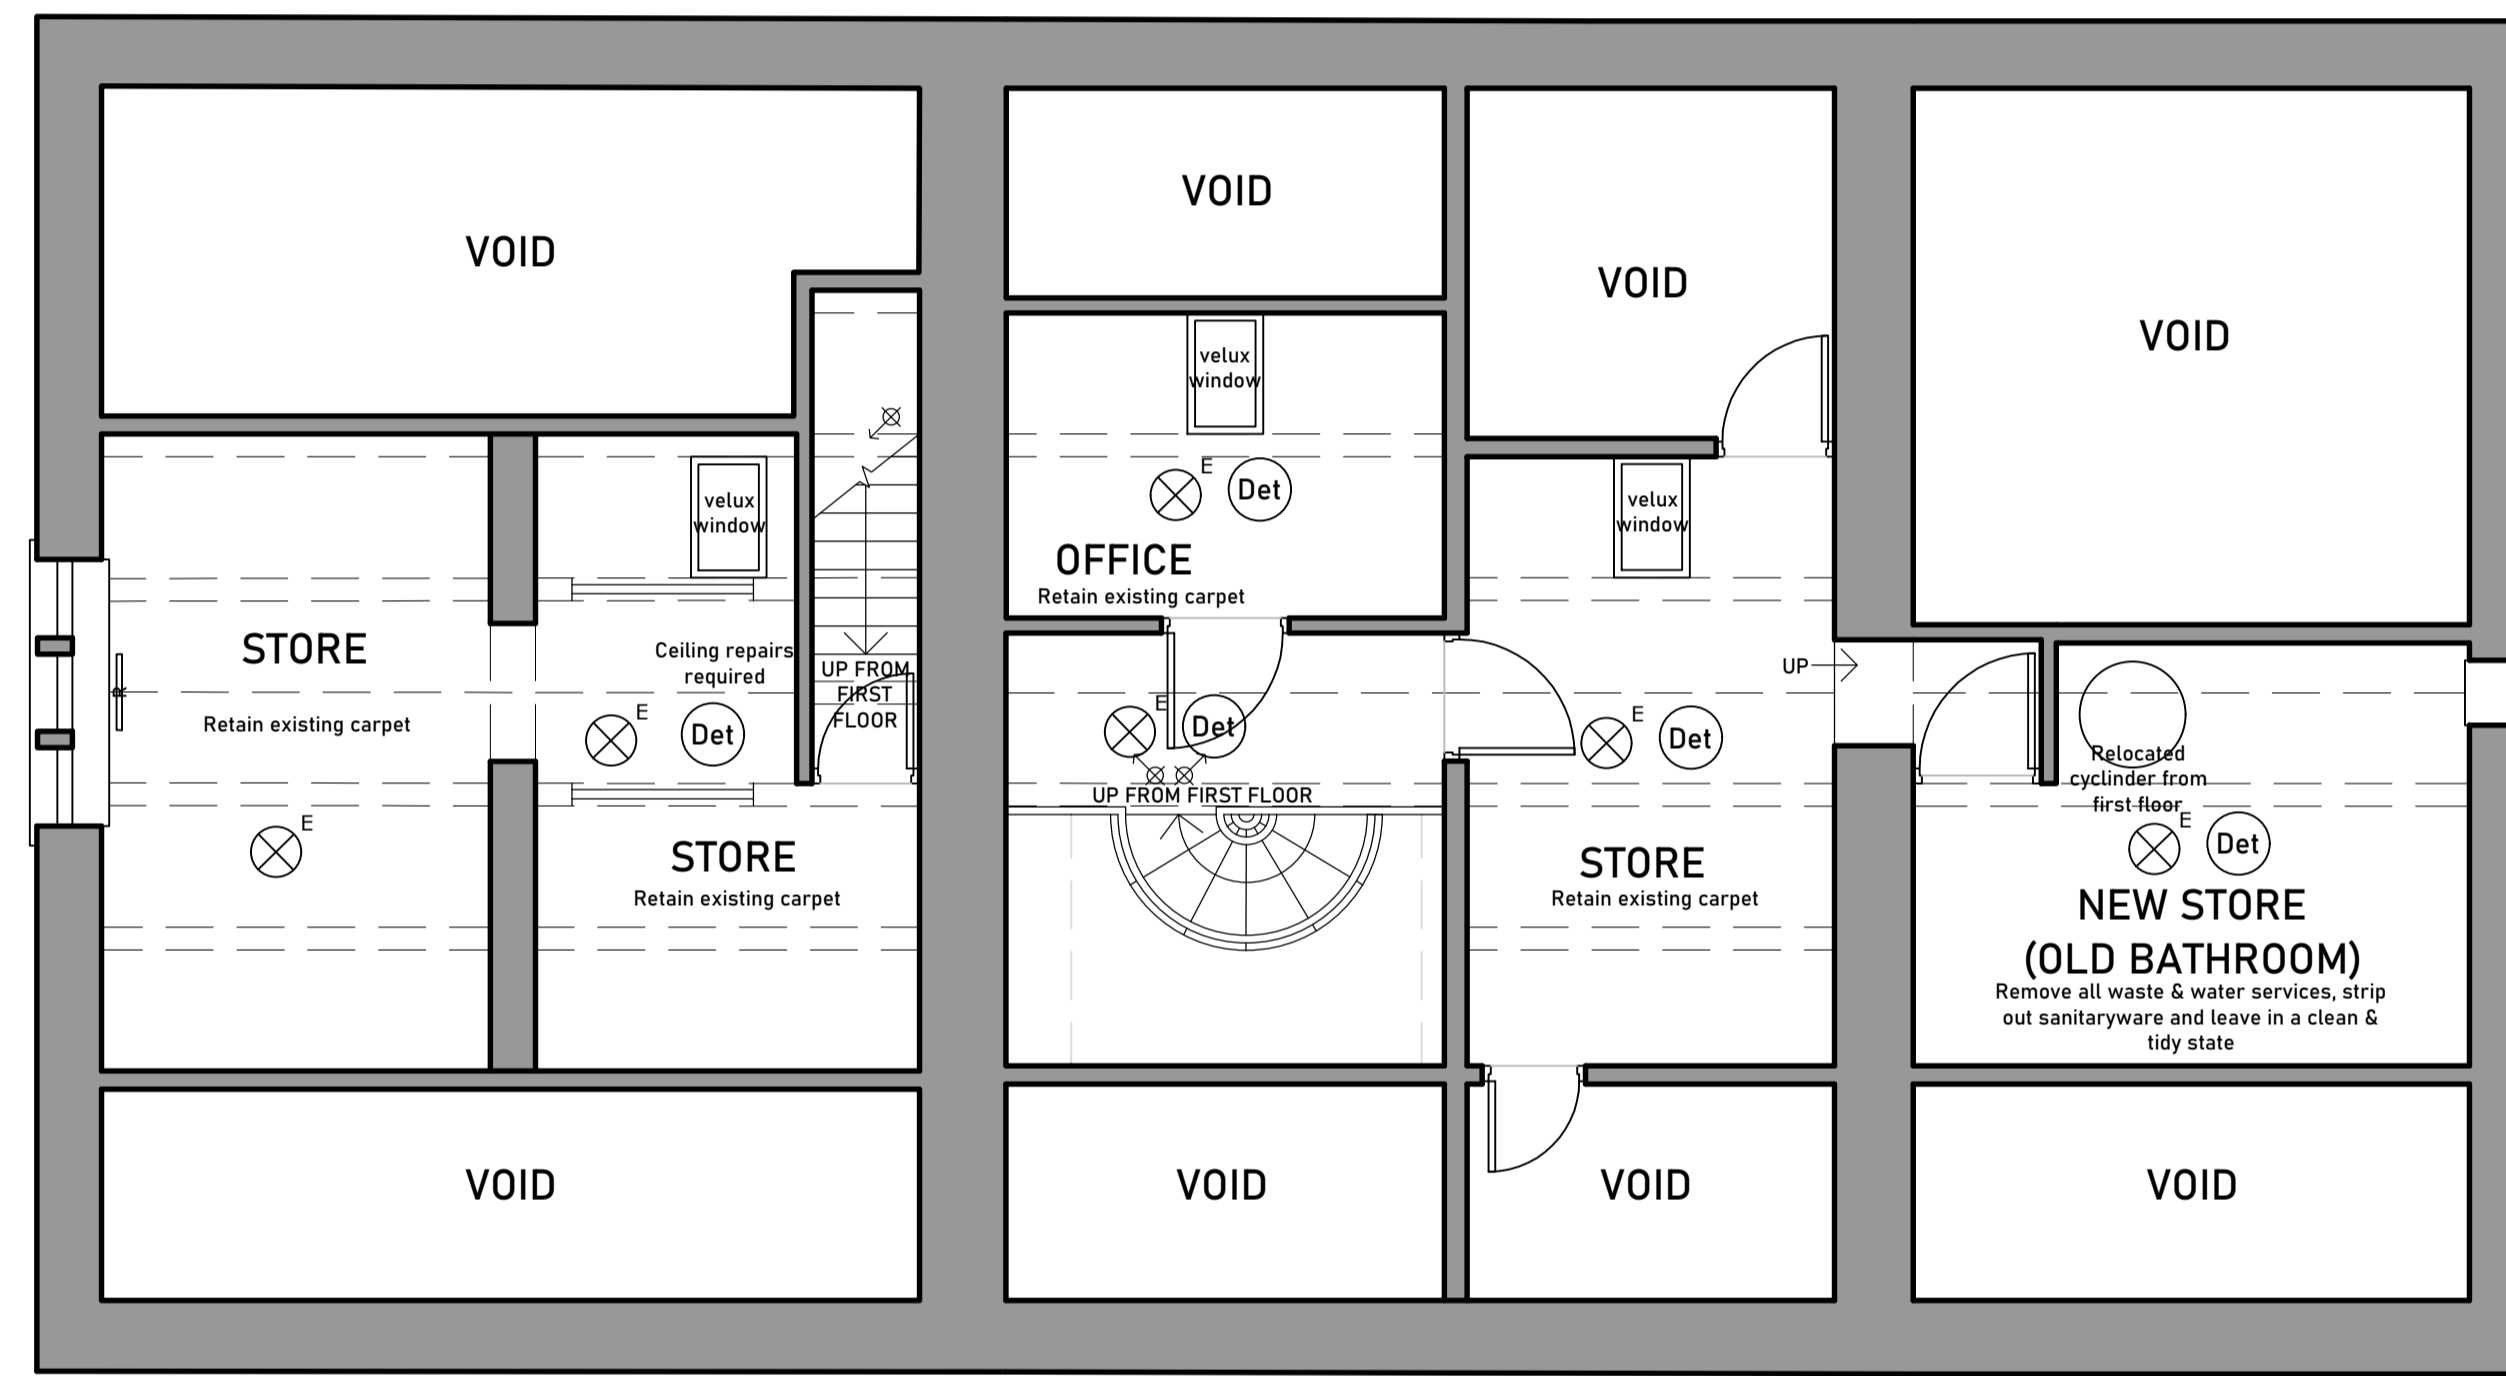 VOID
VOID
VOID
VOID
velux
window
E
Det
OFFICE
Retain existing carpet
velux
window
velux
window
STORE
Retain existing carpet
E
Ceiling repairs
required
E
Det
UP FROM
FIRST
FLOOR
STORE
Retain existing carpet
E
Det
UP FROM FIRST FLOOR
UP
E
Det
STORE
Retain existing carpet
Relocated
cyclinder from
first floor
E
Det
NEW STORE
(OLD BATHROOM)
Remove all waste & water services, strip
out sanitaryware and leave in a clean &
tidy state
VOID
VOID
VOID
VOID